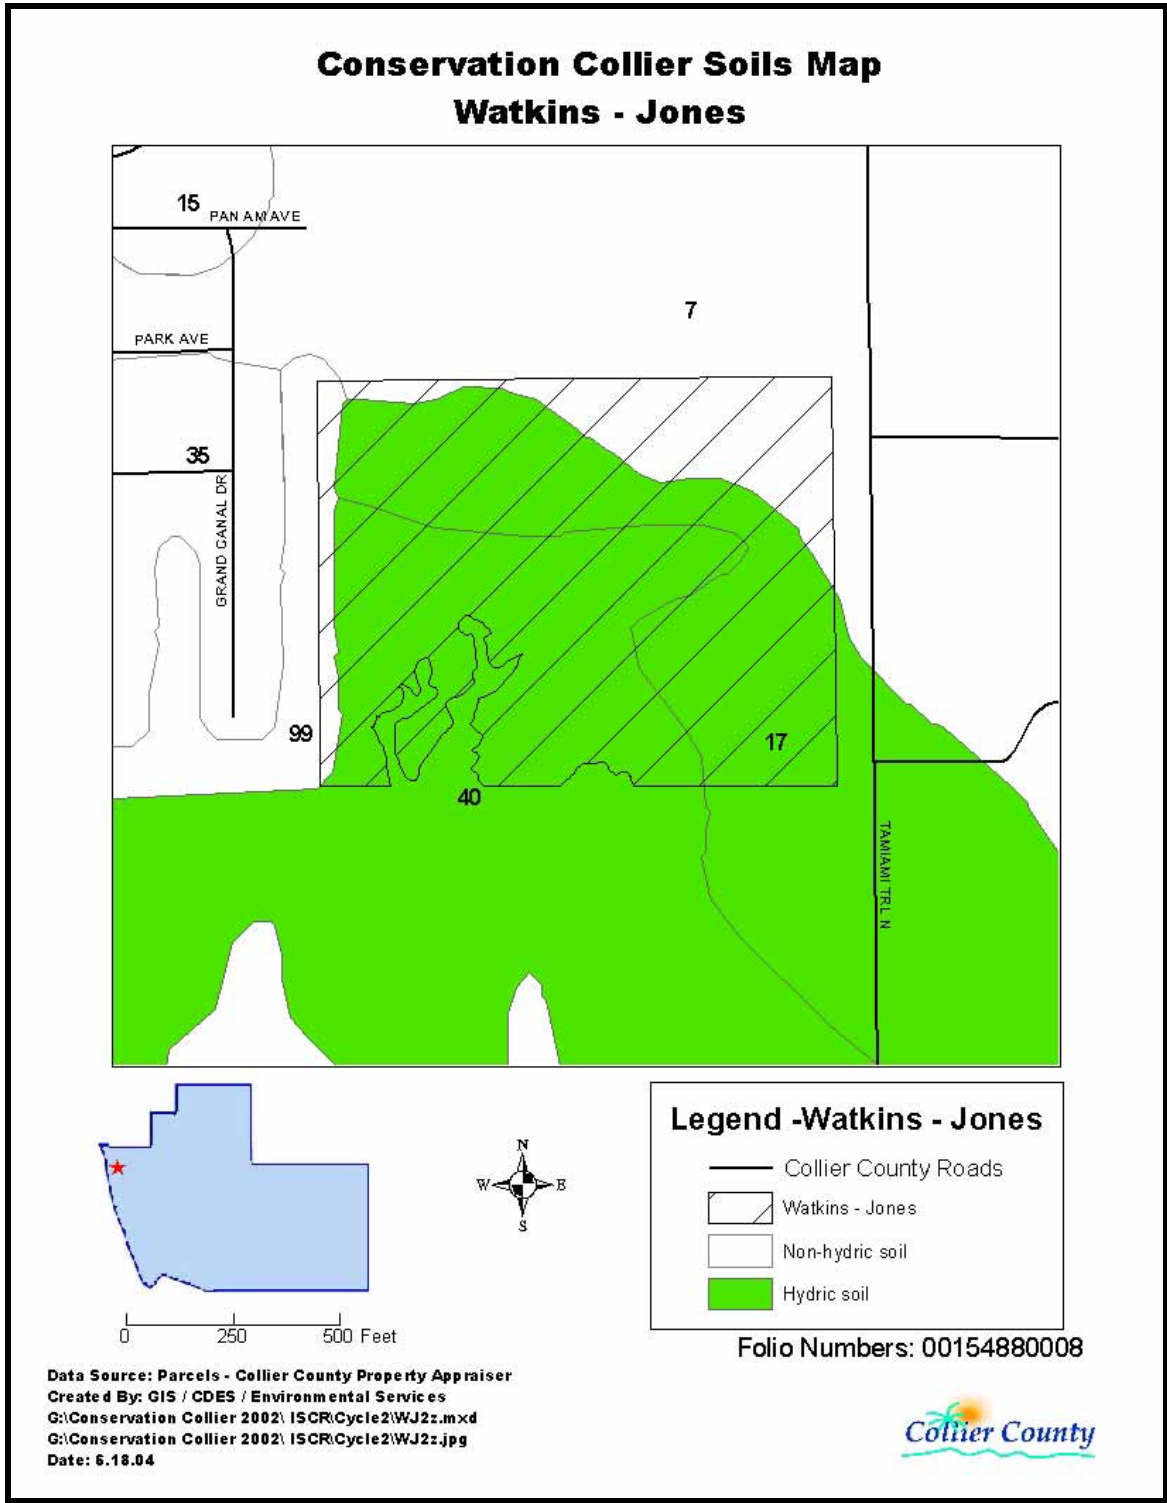 Conservation Collier Soils Map
Watkins - Jones
15
PAN AM AVE
7
PARK AVE
35
GRAND CANAL DR
99
17
40
TAMIAMI TRL N
N
W
E
S
0
250
500 Feet
Legend -Watkins - Jones
Collier County Roads
Watkins - Jones
Non-hydric soil
Hydric soil
Folio Numbers: 00154880008
Data Source: Parcels - Collier County Property Appraiser
Created By: GIS / CDES / Environmental Services
G:\Conservation Collier 2002\ ISCR\Cycle2\WJ2z.mxd
G:\Conservation Collier 2002\ ISCR\Cycle2\WJ2z.jpg
Date: 6.18.04
Collier County